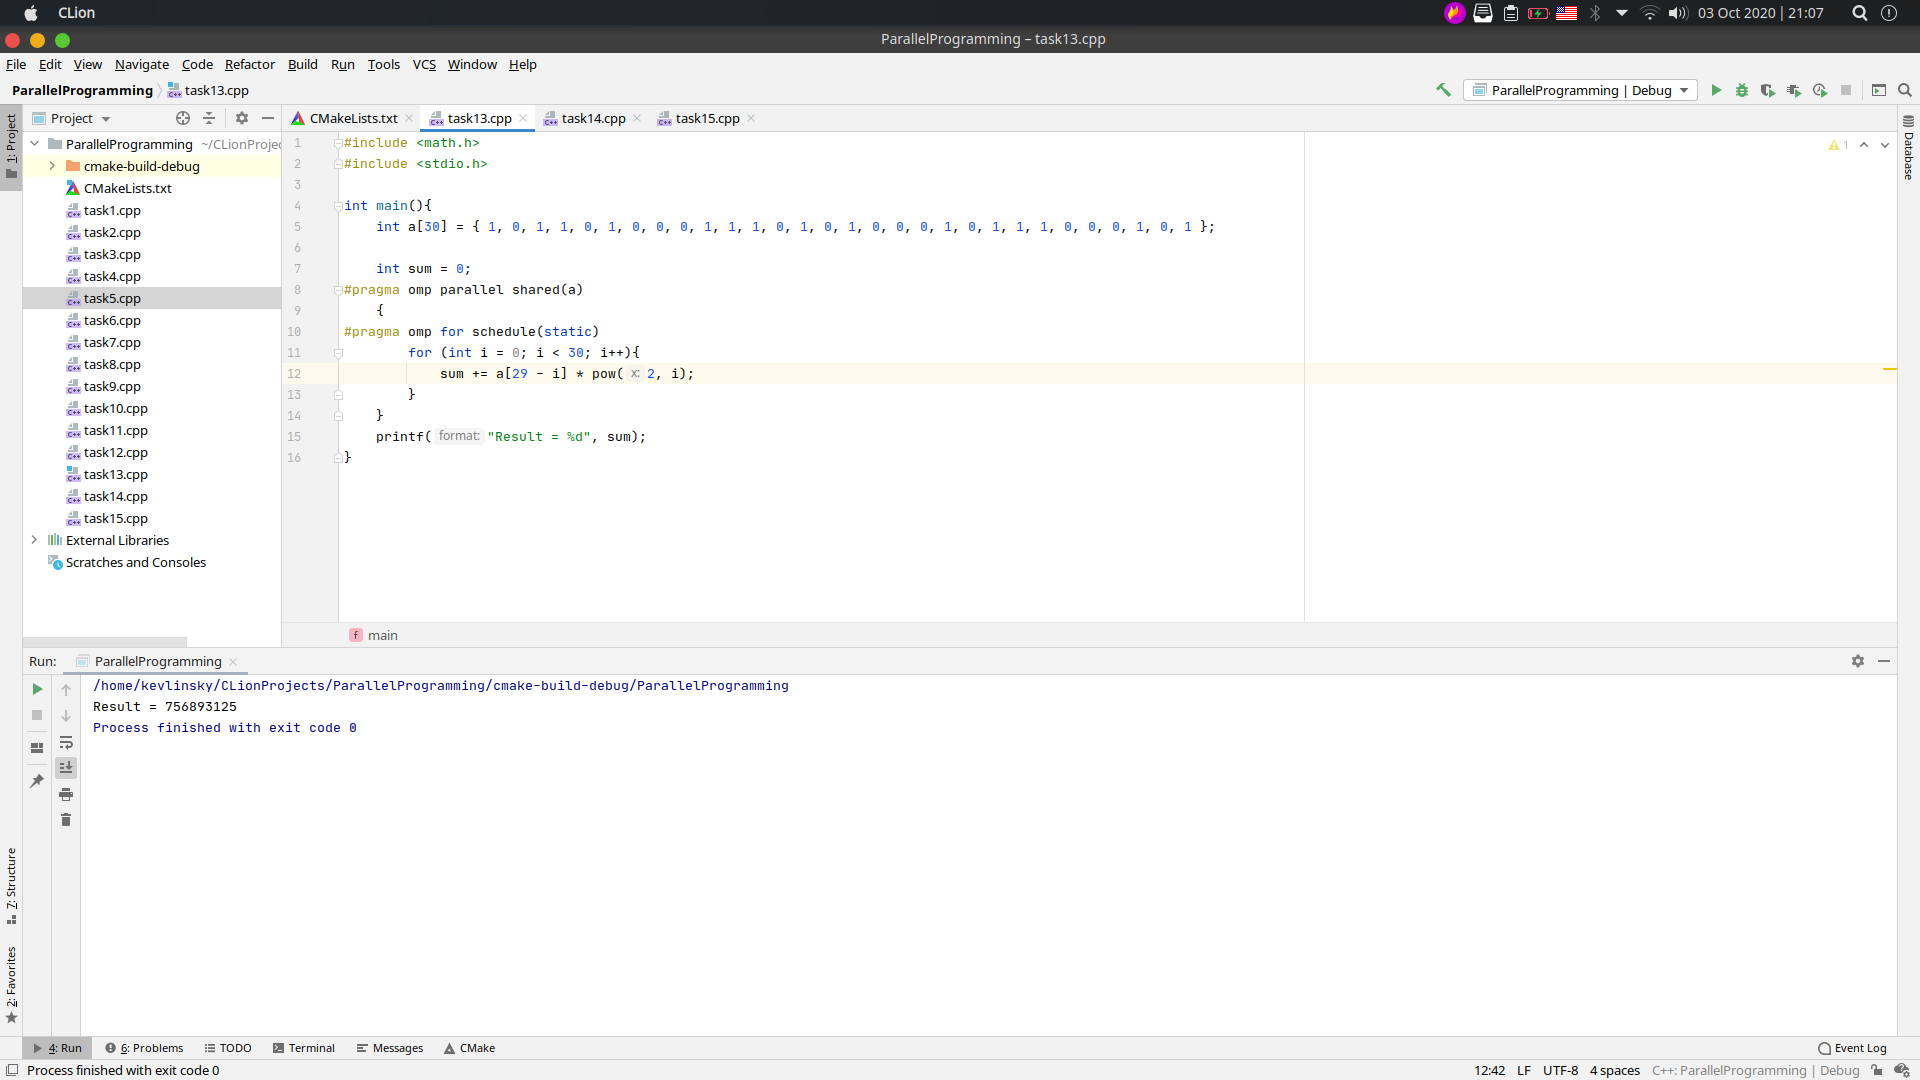 CLion
03 Oct 2020 | 21:07
ParallelProgramming – task13.cpp
File Edit View Navigate Code Refactor Build Run Tools VCS Window Help
ParallelProgramming task13.cpp
ParallelProgramming | Debug
1: Project
Project
CMakeLists.txt task13.cpp task14.cpp task15.cpp
Database
ParallelProgramming ~/CLionProjec
cmake-build-debug
CMakeLists.txt
task1.cpp
task2.cpp
task3.cpp
task4.cpp
task5.cpp
task6.cpp
task7.cpp
task8.cpp
task9.cpp
task10.cpp
task11.cpp
task12.cpp
task13.cpp
task14.cpp
task15.cpp
External Libraries
Scratches and Consoles
1 #include <math.h>
1
2 #include <stdio.h>
3
4 int main(){
5 int a[30] = { 1, 0, 1, 1, 0, 1, 0, 0, 0, 1, 1, 1, 0, 1, 0, 1, 0, 0, 0, 1, 0, 1, 1, 1, 0, 0, 0, 1, 0, 1 };
6
7 int sum = 0;
8 #pragma omp parallel shared(a)
9 {
10 #pragma omp for schedule(static)
11 for (int i = 0; i < 30; i++){
12 sum += a[29 - i] * pow( x: 2, i);
13 }
14 }
15 printf( format: "Result = %d", sum);
16 }
f main
Run: ParallelProgramming
/home/kevlinsky/CLionProjects/ParallelProgramming/cmake-build-debug/ParallelProgramming
Result = 756893125
Process finished with exit code 0
7: Structure
2: Favorites
4: Run 6: Problems TODO Terminal Messages CMake Event Log
Process finished with exit code 0
12:42 LF UTF-8 4 spaces C++: ParallelProgramming | Debug